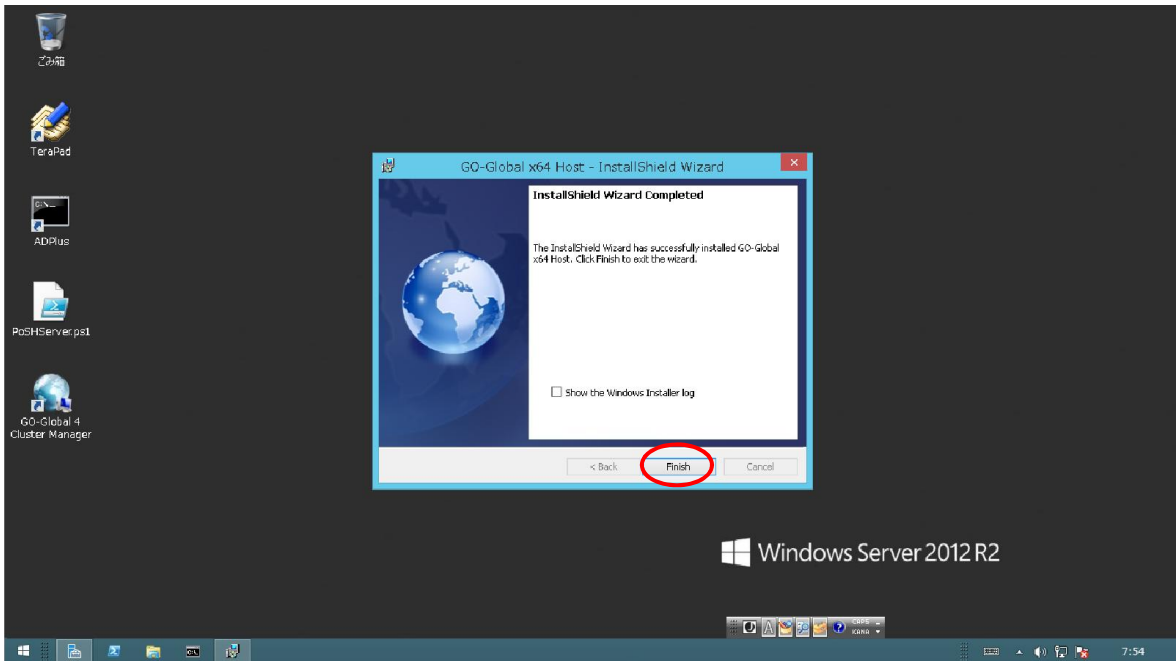 ごみ箱
TeraPad
C:\_
ADPlus
PoSHServer.ps1
GO-Global 4
Cluster Manager
GO-Global x64 Host - InstallShield Wizard
InstallShield Wizard Completed
The InstallShield Wizard has successfully installed GO-Global
x64 Host. Click Finish to exit the wizard.
Show the Windows Installer log
< Back
Finish
Cancel
Windows Server 2012 R2
A
CAPS
KANA
7:54